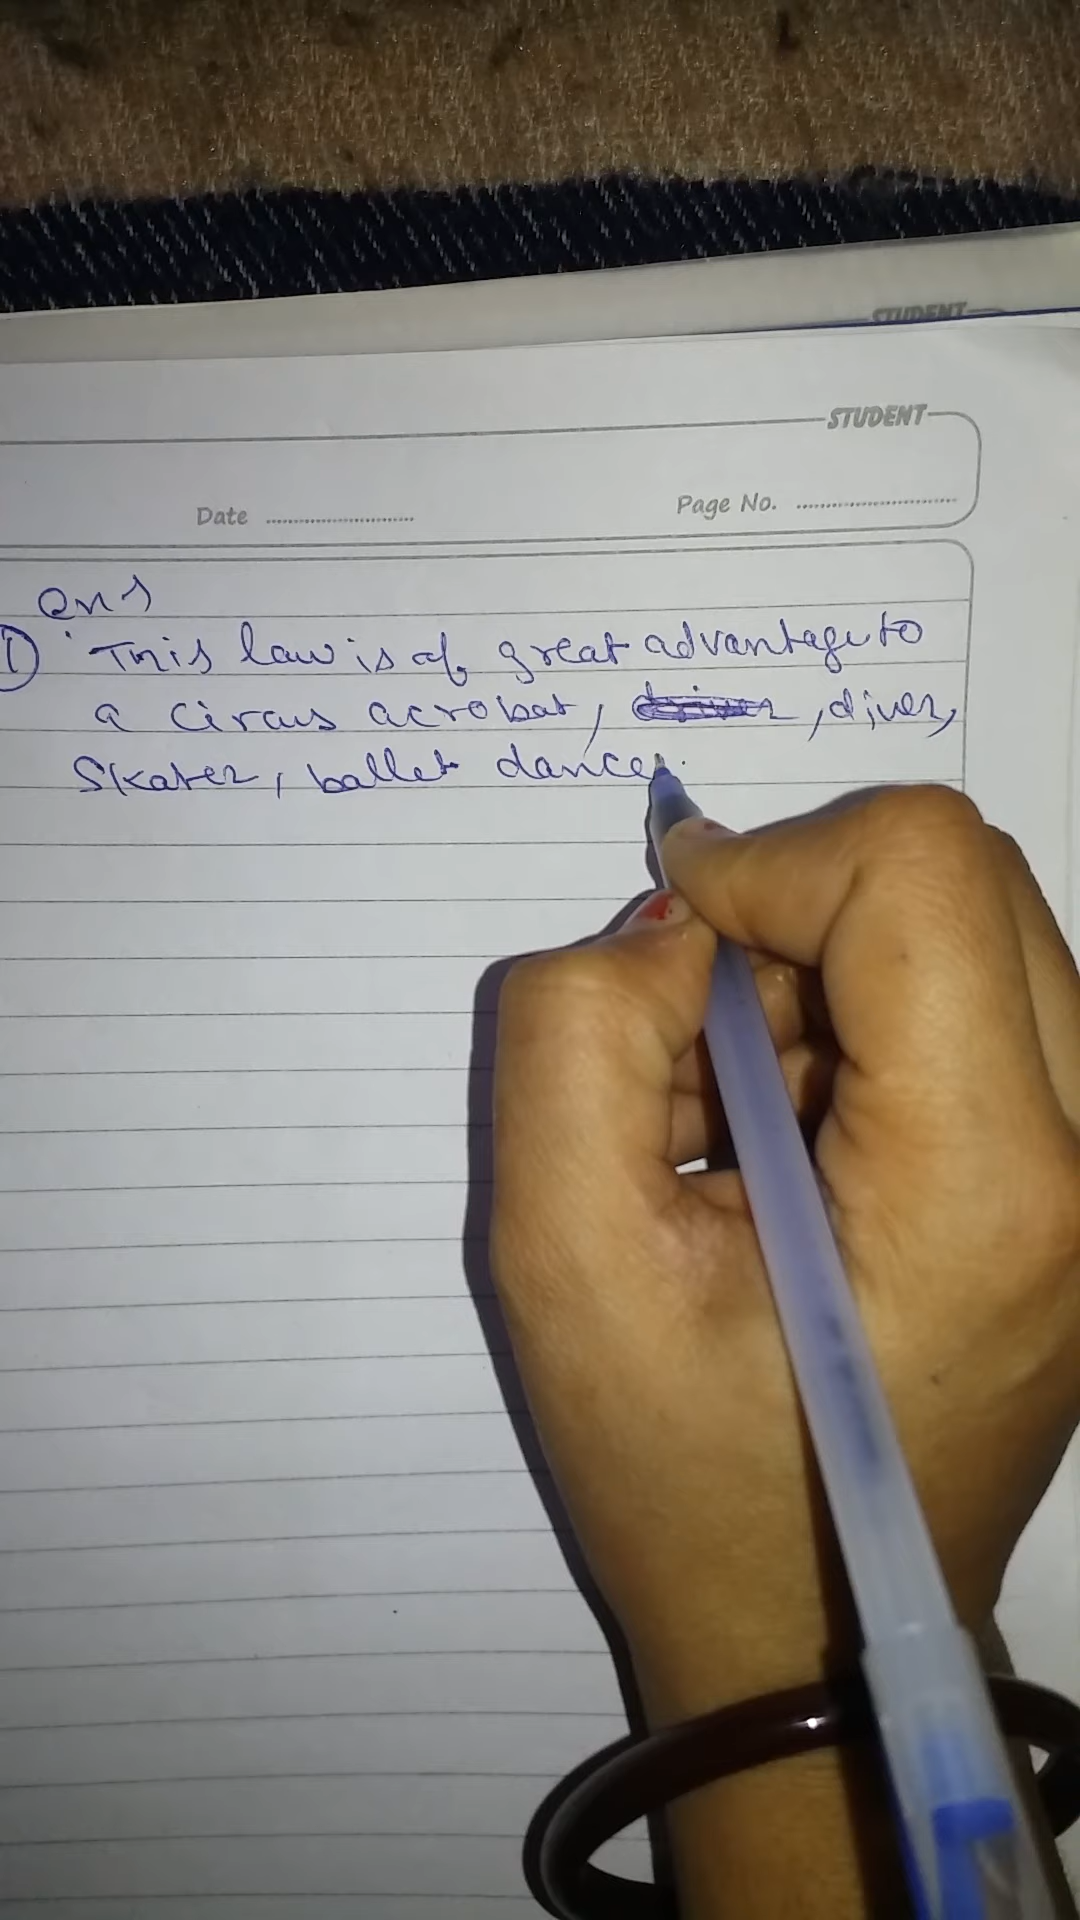 STUDENT
STUDENT
Date
Page No.
Ans
① This law is of great advantage to
a circus acrobat, , diver,
Skater, ballet dancer